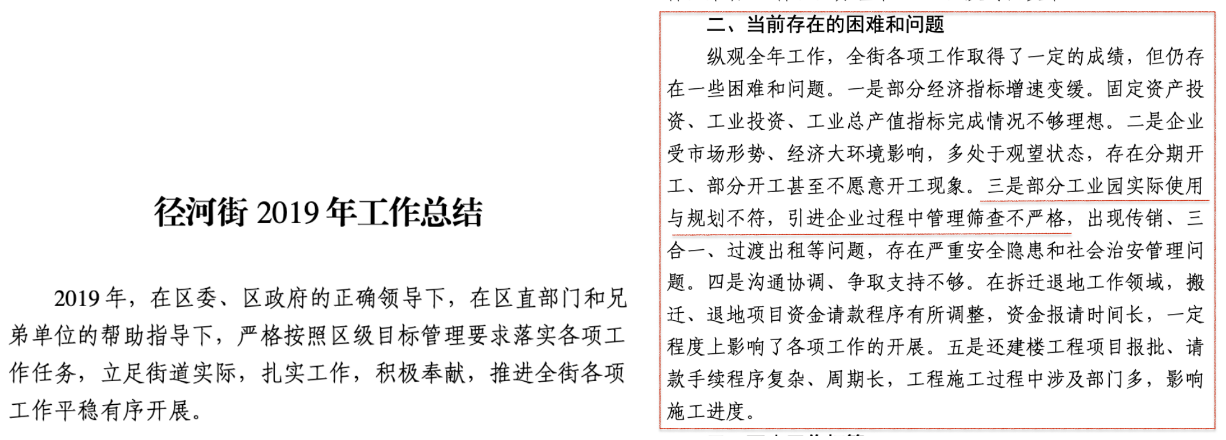 径河街 2019 年工作总结
2019 年，在区委、区政府的正确领导下，在区直部门和兄
弟单位的帮助指导下，严格按照区级目标管理要求落实各项工
作任务，立足街道实际，扎实工作，积极奉献，推进全街各项
工作平稳有序开展。
二、当前存在的困难和问题
纵观全年工作，全街各项工作取得了一定的成绩，但仍存
在一些困难和问题。一是部分经济指标增速变缓。固定资产投
资、工业投资、工业总产值指标完成情况不够理想。二是企业
受市场形势、经济大环境影响，多处于观望状态，存在分期开
工、部分开工甚至不愿意开工现象。三是部分工业园实际使用
与规划不符，引进企业过程中管理筛查不严格，出现传销、三
合一、过渡出租等问题，存在严重安全隐患和社会治安管理问
题。四是沟通协调、争取支持不够。在拆迁退地工作领域，搬
迁、退地项目资金请款程序有所调整，资金报请时间长，一定
程度上影响了各项工作的开展。五是还建楼工程项目报批、请
款手续程序复杂、周期长，工程施工过程中涉及部门多，影响
施工进度。